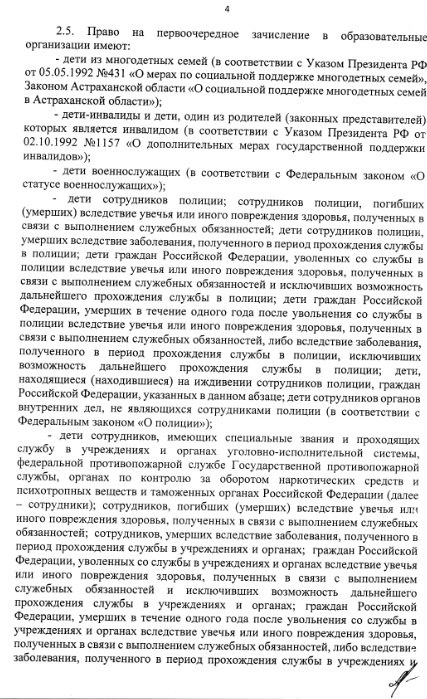 4
2.5. Право на первоочередное зачисление в образовательные
организации имеют:
- дети из многодетных семей (в соответствии с Указом Президента РФ
от 05.05.1992 №431 «О мерах по социальной поддержке многодетных семей»,
Законом Астраханской области «О социальной поддержке многодетных семей
в Астраханской области»);
- дети-инвалиды и дети, один из родителей (законных представителей)
которых является инвалидом (в соответствии с Указом Президента РФ от
02.10.1992 №1157 «О дополнительных мерах государственной поддержки
инвалидов»);
- дети военнослужащих (в соответствии с Федеральным законом «О
статусе военнослужащих»);
- дети сотрудников полиции; сотрудников полиции, погибших
(умерших) вследствие увечья или иного повреждения здоровья, полученных в
связи с выполнением служебных обязанностей; дети сотрудников полиции,
умерших вследствие заболевания, полученного в период прохождения службы
в полиции; дети граждан Российской Федерации, уволенных со службы в
полиции вследствие увечья или иного повреждения здоровья, полученных в
связи с выполнением служебных обязанностей и исключивших возможность
дальнейшего прохождения службы в полиции; дети граждан Российской
Федерации, умерших в течение одного года после увольнения со службы в
полиции вследствие увечья или иного повреждения здоровья, полученных в
связи с выполнением служебных обязанностей, либо вследствие заболевания,
полученного в период прохождения службы в полиции, исключивших
возможность дальнейшего прохождения службы в полиции; дети,
находящиеся (находившиеся) на иждивении сотрудников полиции, граждан
Российской Федерации, указанных в данном абзаце; дети сотрудников органов
внутренних дел, не являющихся сотрудниками полиции (в соответствии с
Федеральным законом «О полиции»);
- дети сотрудников, имеющих специальные звания и проходящих
службу в учреждениях и органах уголовно-исполнительной системы,
федеральной противопожарной службе Государственной противопожарной
службы, органах по контролю за оборотом наркотических средств и
психотропных веществ и таможенных органах Российской Федерации (далее
– сотрудники); сотрудников, погибших (умерших) вследствие увечья или
иного повреждения здоровья, полученных в связи с выполнением служебных
обязанностей; сотрудников, умерших вследствие заболевания, полученного в
период прохождения службы в учреждениях и органах; граждан Российской
Федерации, уволенных со службы в учреждениях и органах вследствие увечья
или иного повреждения здоровья, полученных в связи с выполнением
служебных обязанностей и исключивших возможность дальнейшего
прохождения службы в учреждениях и органах; граждан Российской
Федерации, умерших в течение одного года после увольнения со службы в
учреждениях и органах вследствие увечья или иного повреждения здоровья,
полученных в связи с выполнением служебных обязанностей, либо вследствие
заболевания, полученного в период прохождения службы в учреждениях и